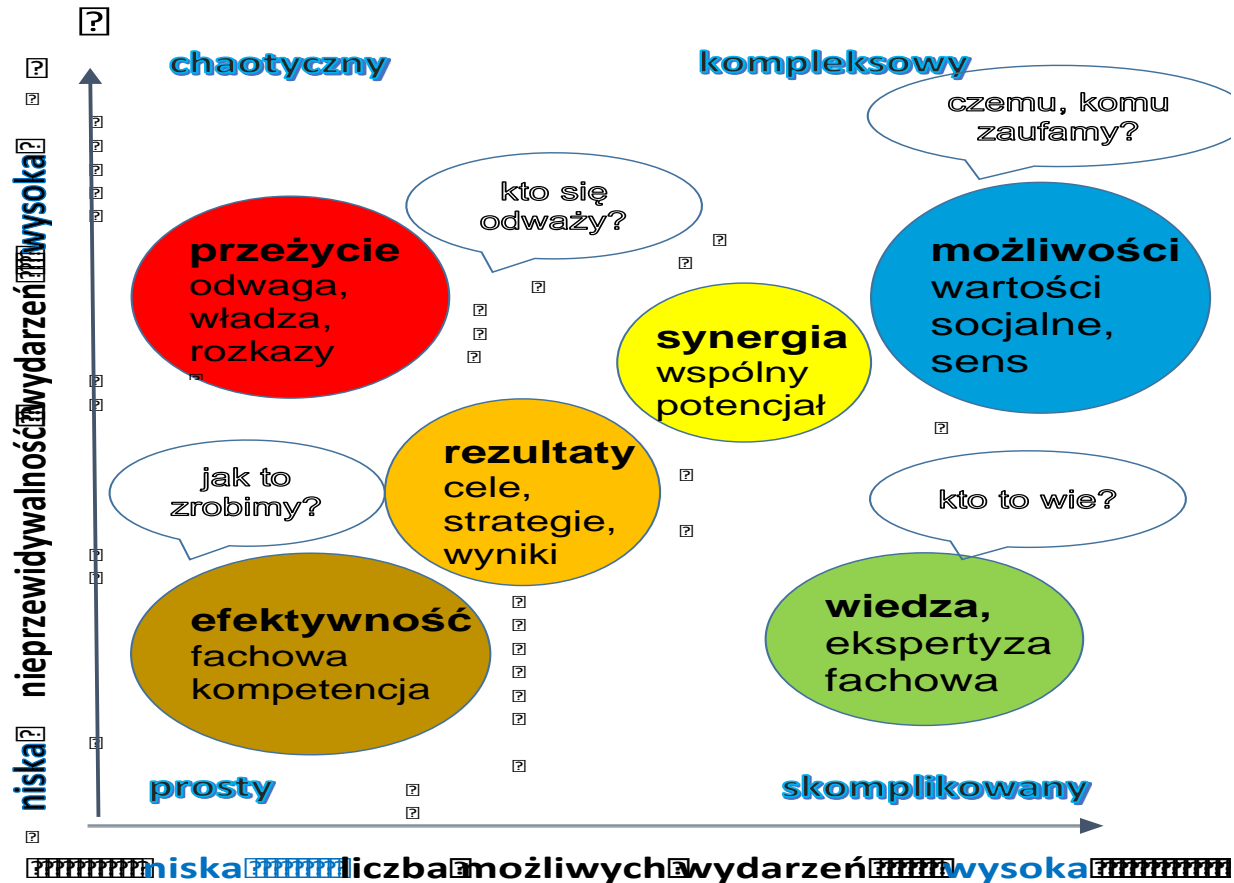 chaotyczny
kompleksowy
czemu, komu
zaufamy?
kto się
odważy?
przeżycie
odwaga,
władza,
rozkazy
możliwości
wartości
socjalne,
sens
synergia
wspólny
potencjał
rezultaty
cele,
strategie,
wyniki
jak to
zrobimy?
kto to wie?
efektywność
fachowa
kompetencja
wiedza,
ekspertyza
fachowa
prosty
skomplikowany
niska nieprzewidywalność wydarzeń wysoka
niska liczba możliwych wydarzeń wysoka